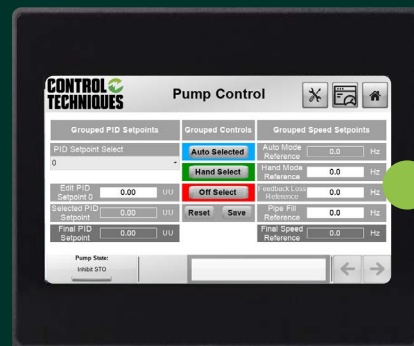 CONTROL
TECHNIQUES
Pump Control
Grouped PID Setpoints
Grouped Controls
Grouped Speed Setpoints
PID Setpoint Select
0
Edit PID
Setpoint 0
0.00
UU
Selected PID
Setpoint
0.00
UU
Final PID
Setpoint
0.00
UU
Auto Selected
Hand Select
Off Select
Reset
Save
Auto Mode
Reference
0.0
Hz
Hand Mode
Reference
0.0
Hz
Feedback Loss
Reference
0.0
Hz
Pipe Fill
Reference
0.0
Hz
Final Speed
Reference
0.0
Hz
Pump State:
Inhibit STO